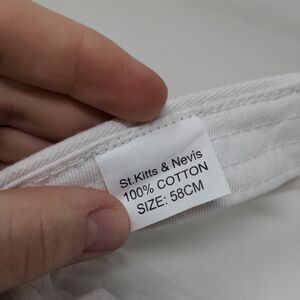 St.Kitts & Nevis
100% COTTON
SIZE: 58CM